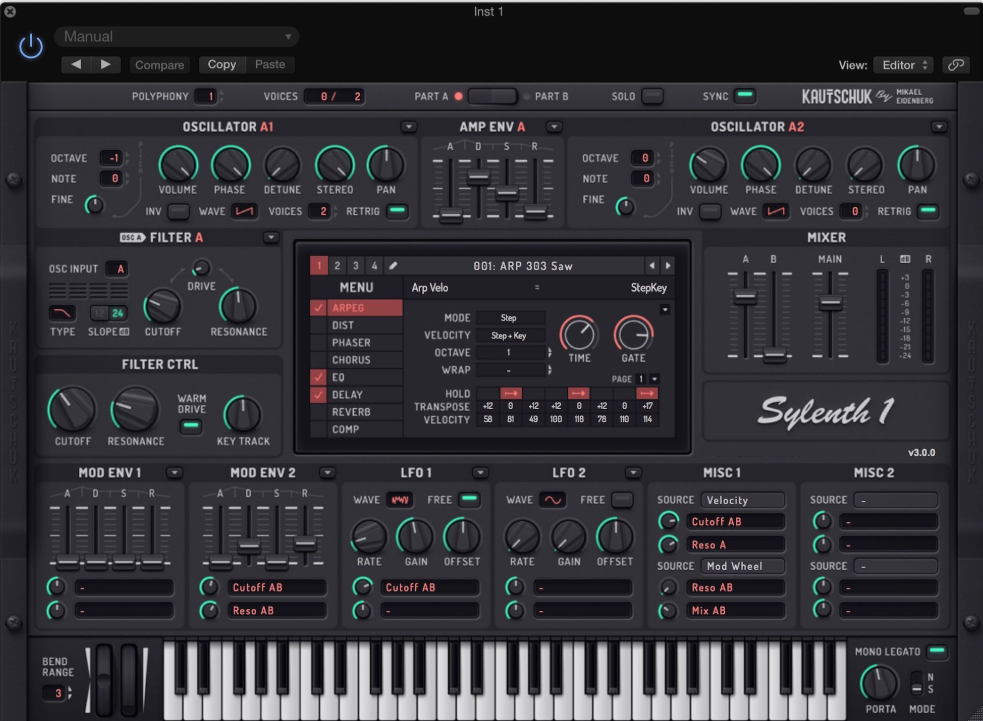 Inst 1
Manual
Compare Copy Paste View: Editor
POLYPHONY 1 VOICES 0 / 2 PART A PART B SOLO SYNC KAUTSCHUK By MIKAEL EIDENBERG
OSCILLATOR A1 AMP ENV A OSCILLATOR A2
A D S R
OCTAVE -1 OCTAVE 0
NOTE 0 NOTE 0
FINE FINE
VOLUME PHASE DETUNE STEREO PAN VOLUME PHASE DETUNE STEREO PAN
INV WAVE VOICES 2 RETRIG INV WAVE VOICES 0 RETRIG
OSC A FILTER A
OSC INPUT A
DRIVE
12 24
TYPE SLOPE CUTOFF RESONANCE
FILTER CTRL
WARM DRIVE
CUTOFF RESONANCE KEY TRACK
1 2 3 4 001: ARP 303 Saw
MENU Arp Velo = StepKey
ARPEG
DIST
PHASER
CHORUS
EQ
DELAY
REVERB
COMP
MODE Step
VELOCITY Step + Key
OCTAVE 1
WRAP -
TIME GATE
PAGE 1
HOLD
TRANSPOSE +12 0 +12 +12 0 +12 0 +17
VELOCITY 58 81 49 100 118 78 110 114
MIXER
A B MAIN L R
+3
0
-3
-6
-9
-12
-15
-18
-21
-24
Sylenth 1
v3.0.0
MOD ENV 1 MOD ENV 2 LFO 1 LFO 2 MISC 1 MISC 2
A D S R A D S R
WAVE FREE WAVE FREE
RATE GAIN OFFSET RATE GAIN OFFSET
SOURCE Velocity SOURCE -
Cutoff AB -
Reso A -
SOURCE Mod Wheel SOURCE -
- Cutoff AB Cutoff AB - Reso AB -
- Reso AB - - Mix AB -
BEND RANGE
3
MONO LEGATO
N
S
PORTA MODE
KAUTSCHUK
KAUTSCHUK